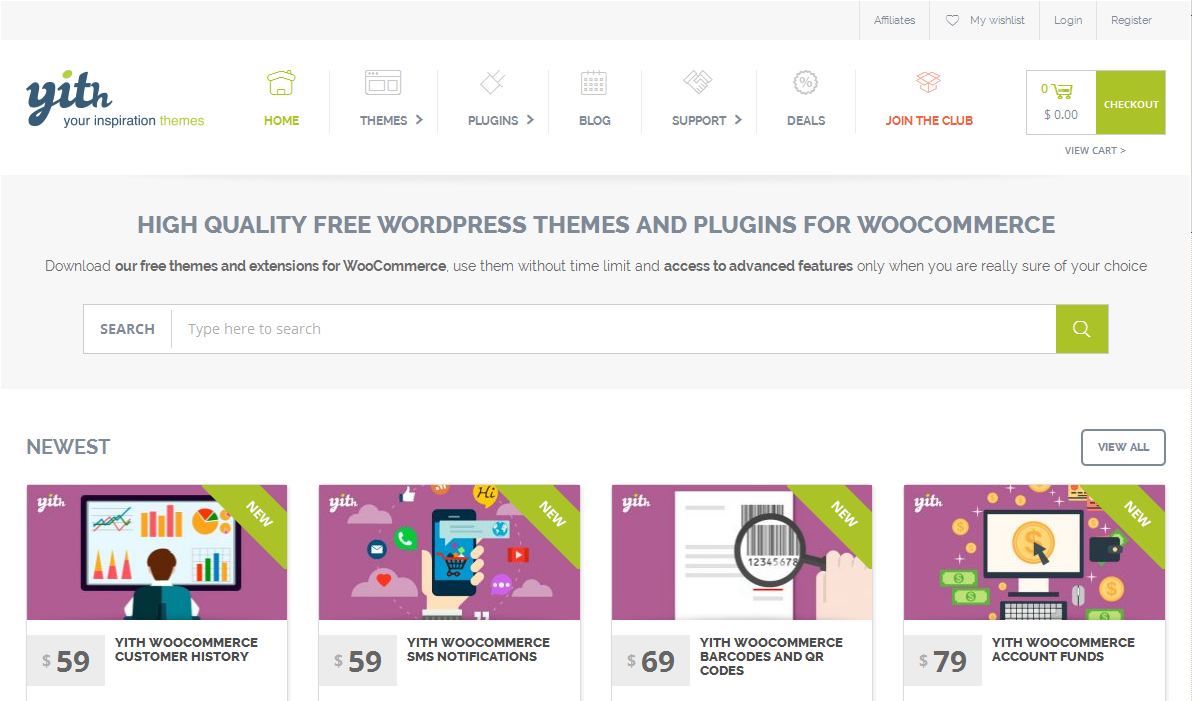 Affiliates My wishlist Login Register
yith
your inspiration themes
HOME THEMES PLUGINS BLOG SUPPORT DEALS JOIN THE CLUB
0
$ 0.00
CHECKOUT
VIEW CART >
HIGH QUALITY FREE WORDPRESS THEMES AND PLUGINS FOR WOOCOMMERCE
Download our free themes and extensions for WooCommerce, use them without time limit and access to advanced features only when you are really sure of your choice
SEARCH Type here to search
NEWEST
VIEW ALL
yith
NEW
$ 59
YITH WOOCOMMERCE
CUSTOMER HISTORY
yith
Hi
NEW
$ 59
YITH WOOCOMMERCE
SMS NOTIFICATIONS
yith
12345678
NEW
$ 69
YITH WOOCOMMERCE
BARCODES AND QR
CODES
yith
NEW
$ 79
YITH WOOCOMMERCE
ACCOUNT FUNDS